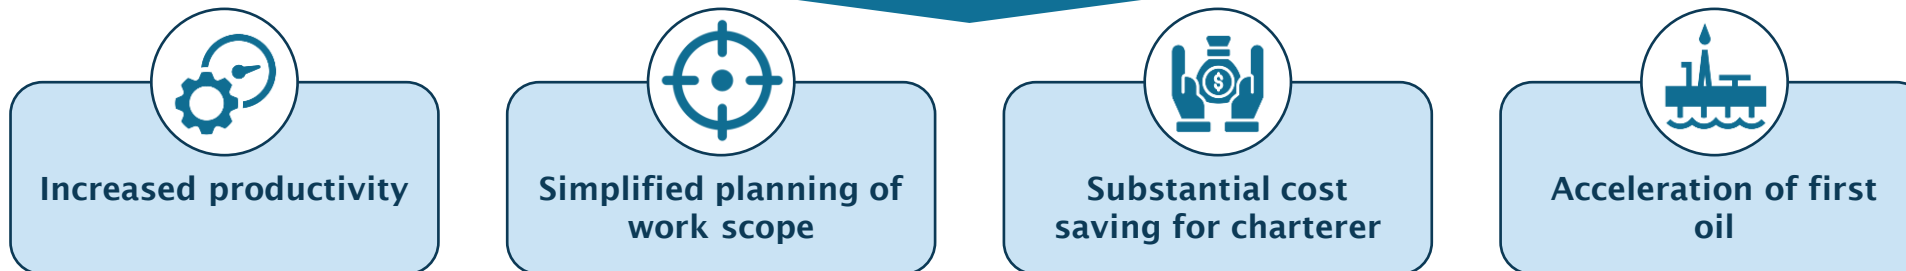 Increased productivity
Simplified planning of
work scope
Substantial cost
saving for charterer
Acceleration of first
oil